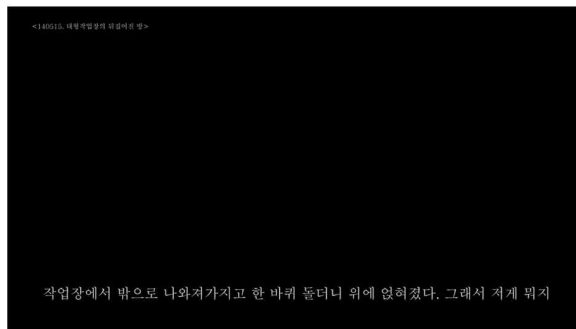 <140515. 대형작업장의 뒤집어진 방>
작업장에서 밖으로 나와져가지고 한 바퀴 돌더니 위에 얹혀졌다. 그래서 저게 뭐지